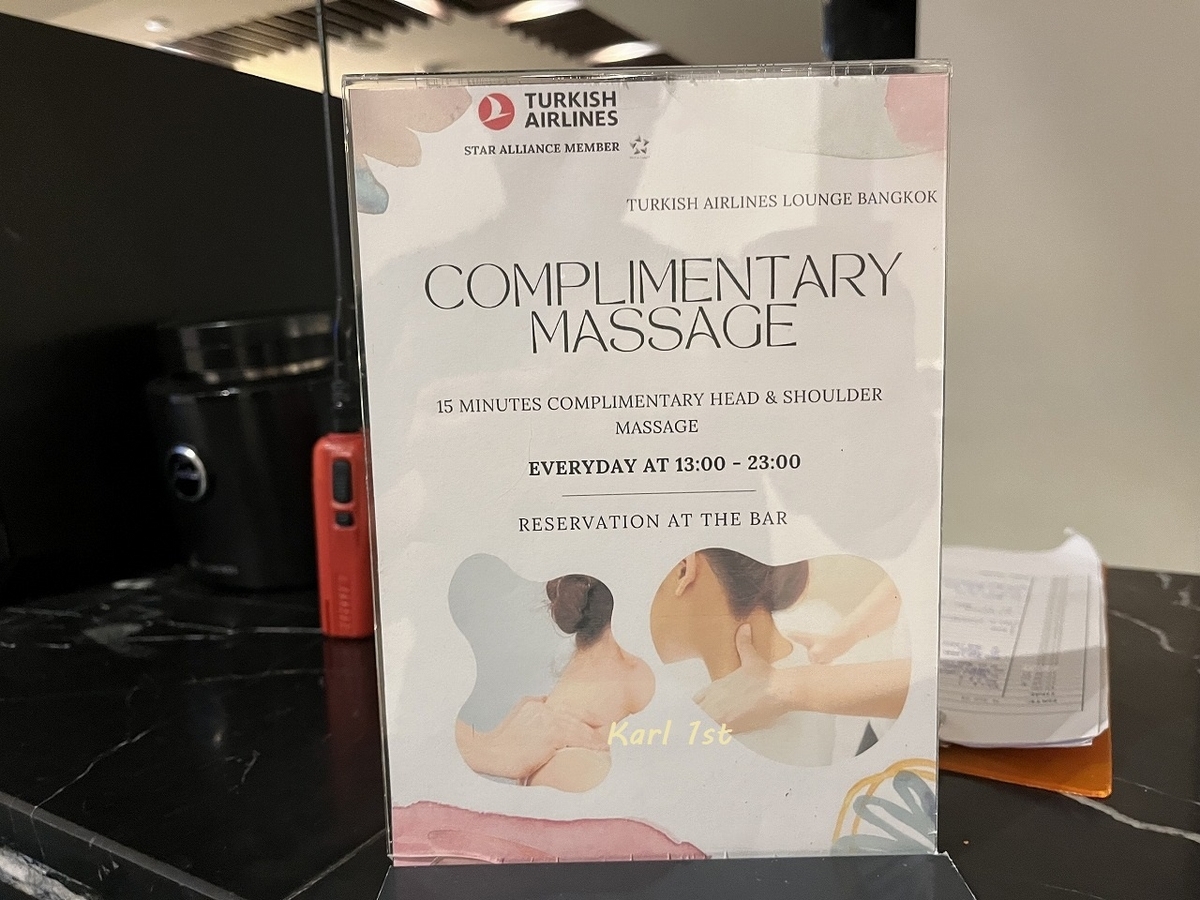 TURKISH
AIRLINES
STAR ALLIANCE MEMBER
TURKISH AIRLINES LOUNGE BANGKOK
COMPLIMENTARY
MASSAGE
15 MINUTES COMPLIMENTARY HEAD & SHOULDER
MASSAGE
EVERYDAY AT 13:00 - 23:00
RESERVATION AT THE BAR
Karl 1st